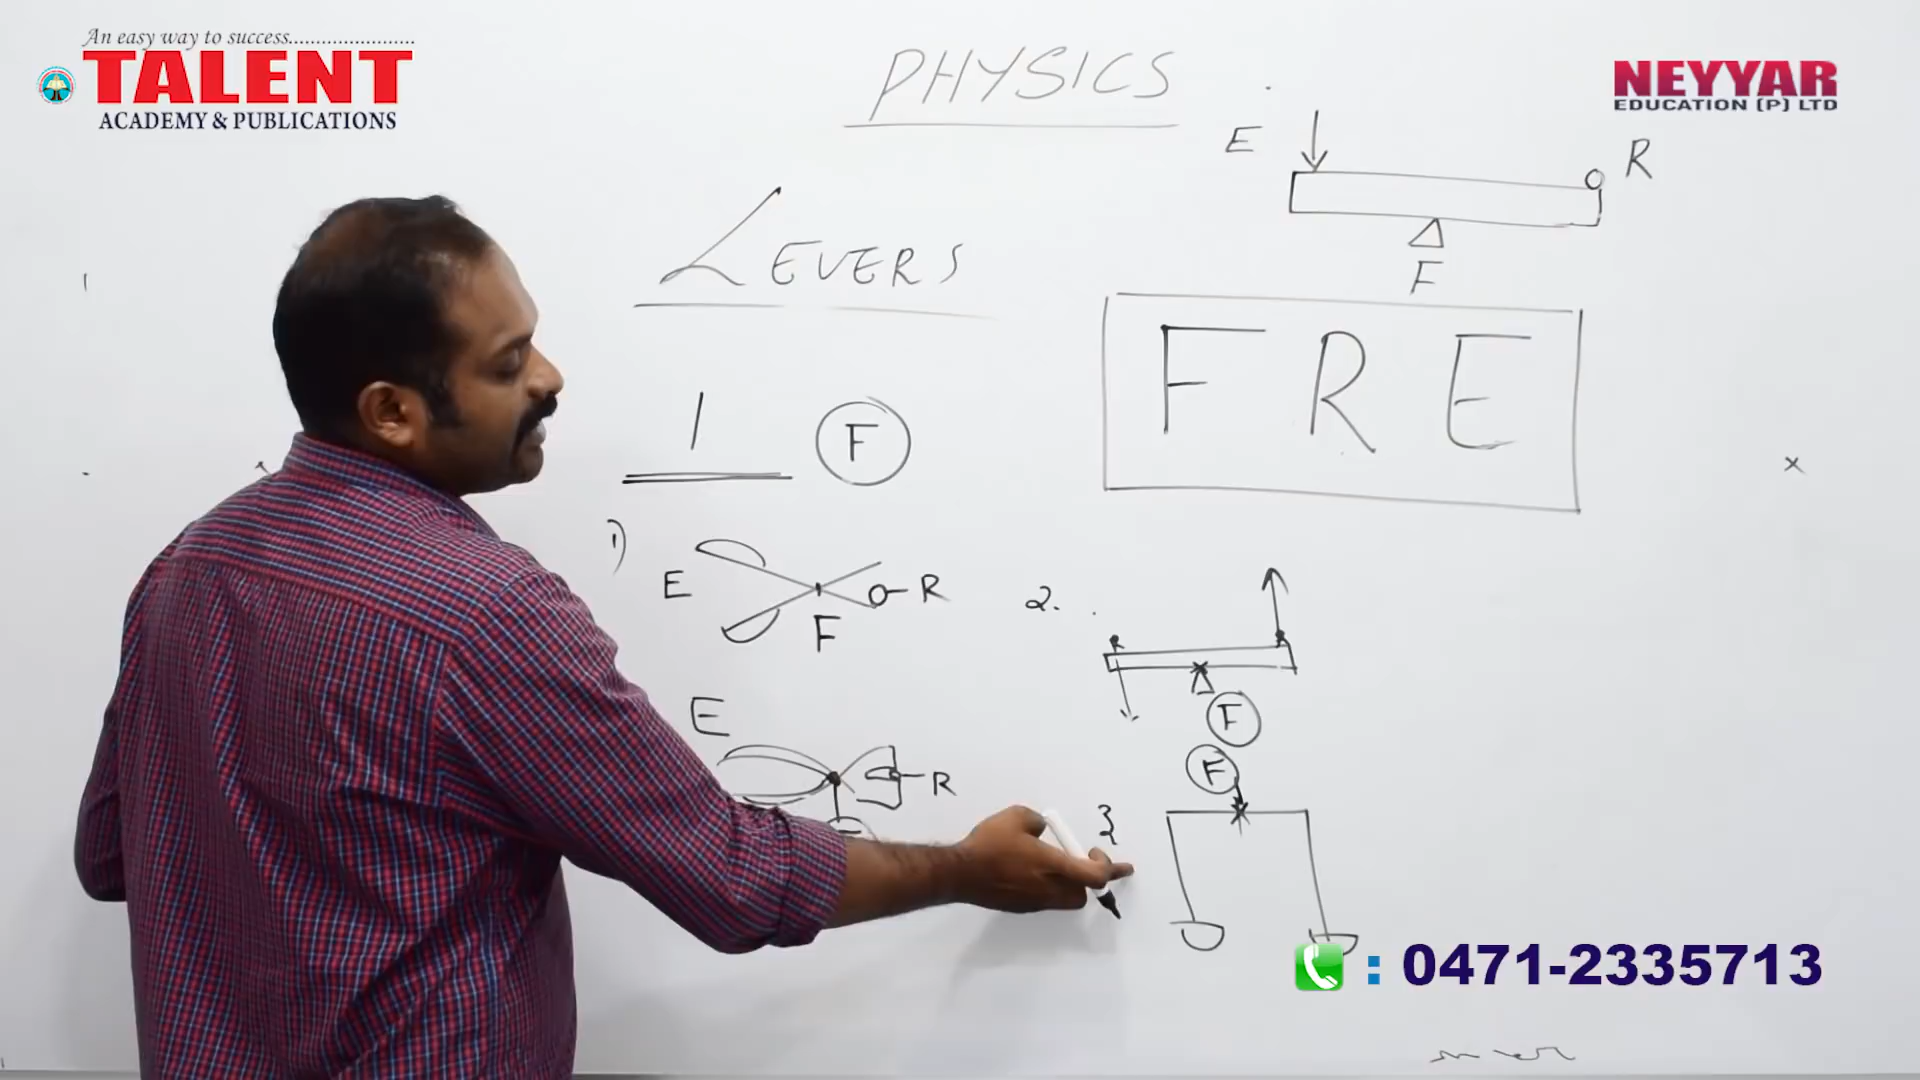 An easy way to success.......................
TALENT
ACADEMY & PUBLICATIONS
NEYYAR
EDUCATION (P) LTD
PHYSICS
E
R
F
LEVERS
F R E
1 F
1)
E
R
F
2.
F
E
R
F
3
: 0471-2335713